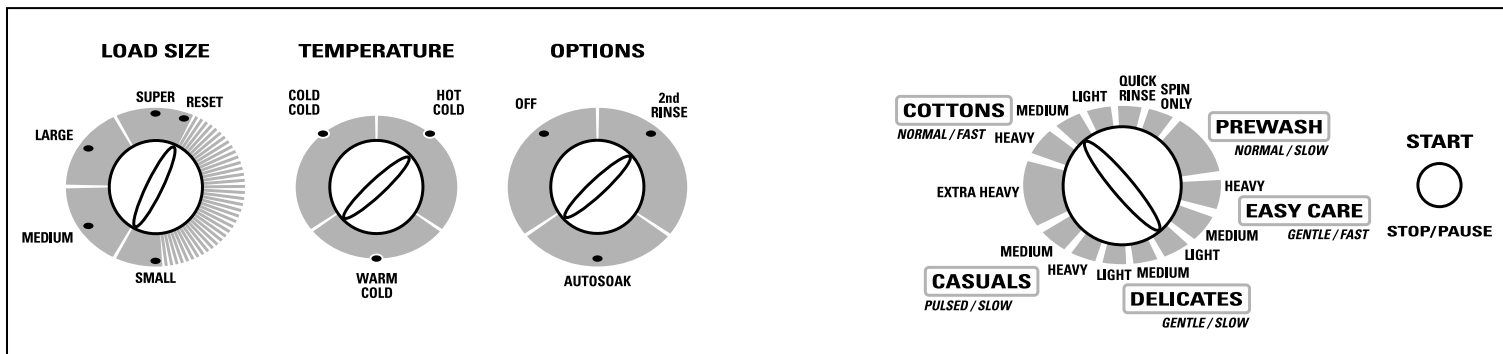 LOAD SIZE
SUPER
RESET
LARGE
MEDIUM
SMALL
TEMPERATURE
COLD
COLD
HOT
COLD
WARM
COLD
OPTIONS
OFF
2nd
RINSE
AUTOSOAK
COTTONS
NORMAL / FAST
HEAVY
MEDIUM
LIGHT
QUICK
RINSE
SPIN
ONLY
PREWASH
NORMAL / SLOW
HEAVY
EASY CARE
GENTLE / FAST
MEDIUM
LIGHT
MEDIUM
DELICATES
GENTLE / SLOW
LIGHT
HEAVY
MEDIUM
CASUALS
PULSED / SLOW
EXTRA HEAVY
START
STOP/PAUSE